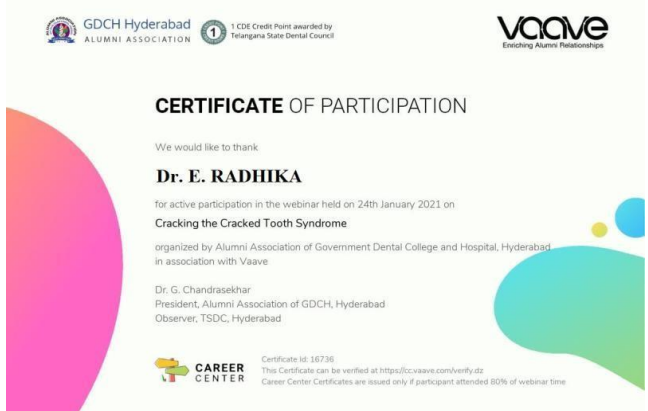 GDCH Hyderabad
ALUMNI ASSOCIATION
1
1 CDE Credit Point awarded by
Telangana State Dental Council
vaave
Enriching Alumni Relationships
CERTIFICATE OF PARTICIPATION
We would like to thank
Dr. E. RADHIKA
for active participation in the webinar held on 24th January 2021 on
Cracking the Cracked Tooth Syndrome
organized by Alumni Association of Government Dental College and Hospital, Hyderabad
in association with Vaave
Dr. G. Chandrasekhar
President, Alumni Association of GDCH, Hyderabad
Observer, TSDC, Hyderabad
CAREER
CENTER
Certificate Id: 16736
This Certificate can be verified at https://cc.vaave.com/verify.dz
Career Center Certificates are issued only if participant attended 80% of webinar time